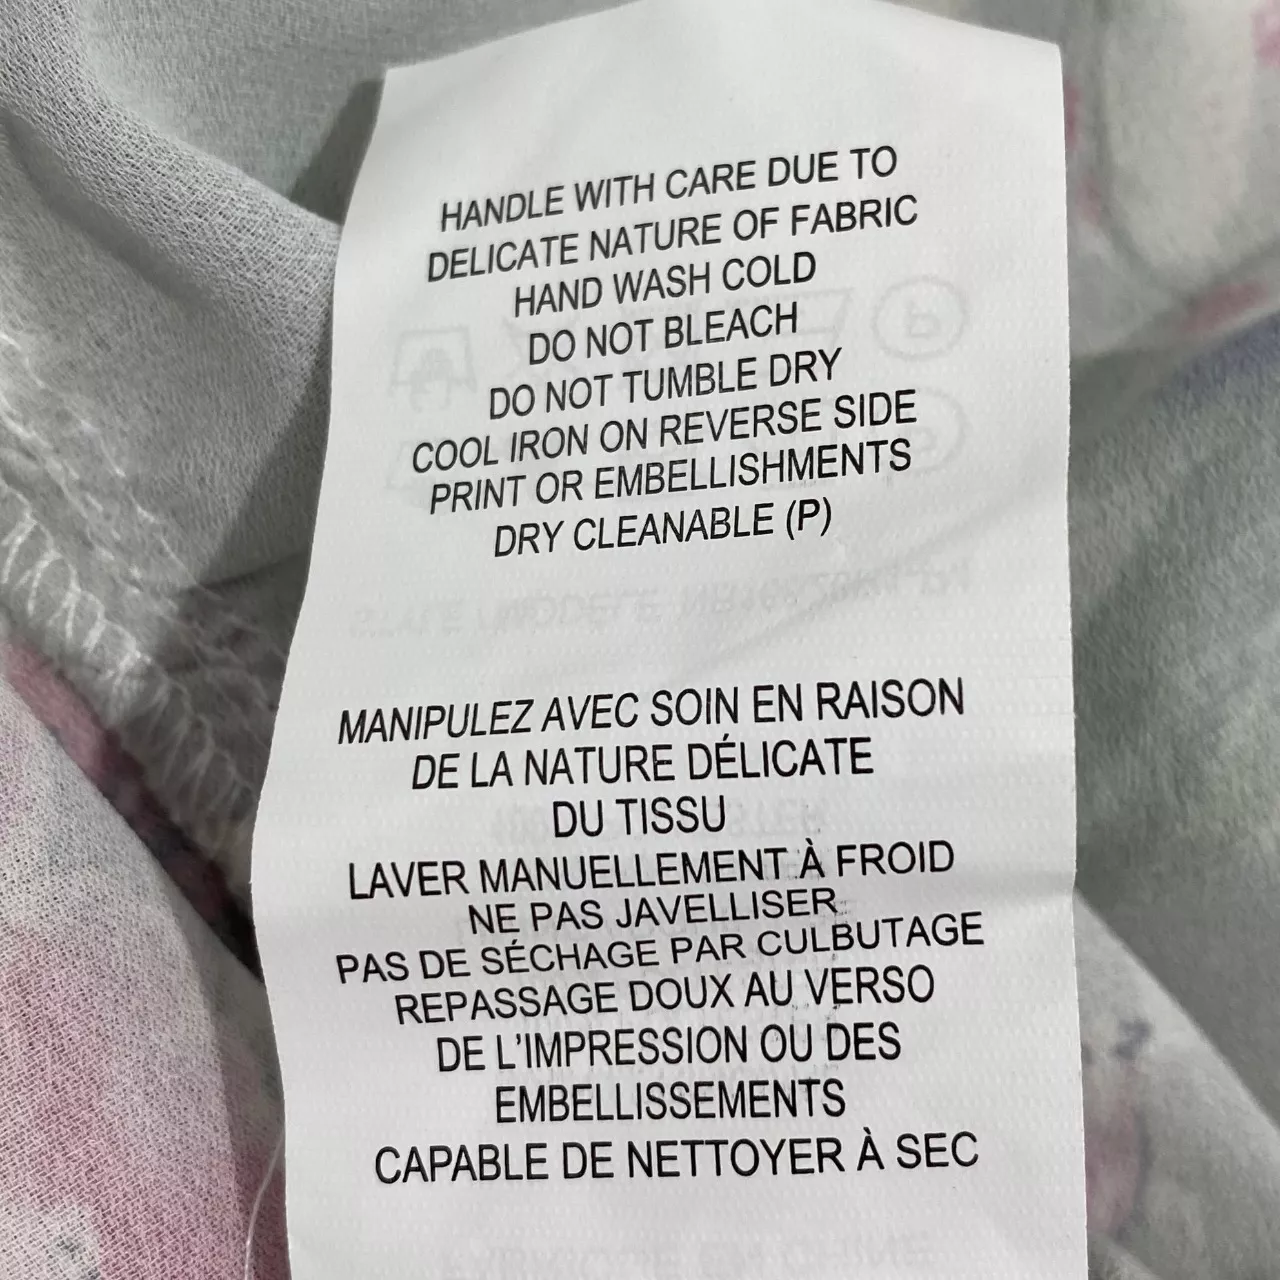 HANDLE WITH CARE DUE TO
DELICATE NATURE OF FABRIC
HAND WASH COLD
DO NOT BLEACH
DO NOT TUMBLE DRY
COOL IRON ON REVERSE SIDE
PRINT OR EMBELLISHMENTS
DRY CLEANABLE (P)
MANIPULEZ AVEC SOIN EN RAISON
DE LA NATURE DÉLICATE
DU TISSU
LAVER MANUELLEMENT À FROID
NE PAS JAVELLISER
PAS DE SÉCHAGE PAR CULBUTAGE
REPASSAGE DOUX AU VERSO
DE L'IMPRESSION OU DES
EMBELLISSEMENTS
CAPABLE DE NETTOYER À SEC